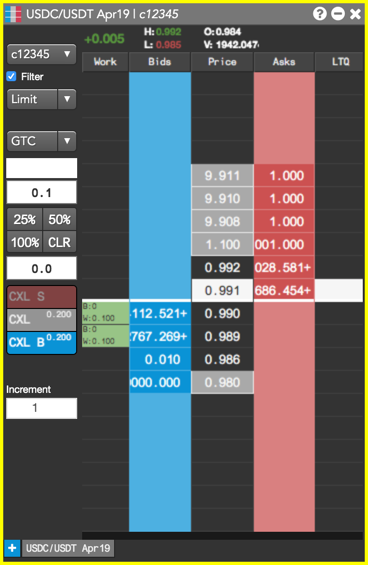 USDC/USDT Apr19 | c12345
+0.005 H: 0.992 O: 0.984
L: 0.985 V: 1942.047
c12345
Work Bids Price Asks LTQ
Filter
Limit
GTC
0.1
25% 50%
100% CLR
0.0
9.911 1.000
9.910 1.000
9.908 1.000
1.100 001.000
0.992 028.581+
CXL S 0.991 686.454+
CXL 0.200 B:0 W:0.100 112.521+ 0.990
CXL B 0.200 B:0 W:0.100 2767.269+ 0.989
0.010 0.986
0000.000 0.980
Increment
1
+ USDC/USDT Apr19